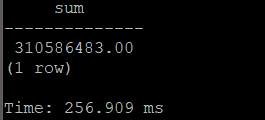 sum
--------------
310586483.00
(1 row)
Time: 256.909 ms